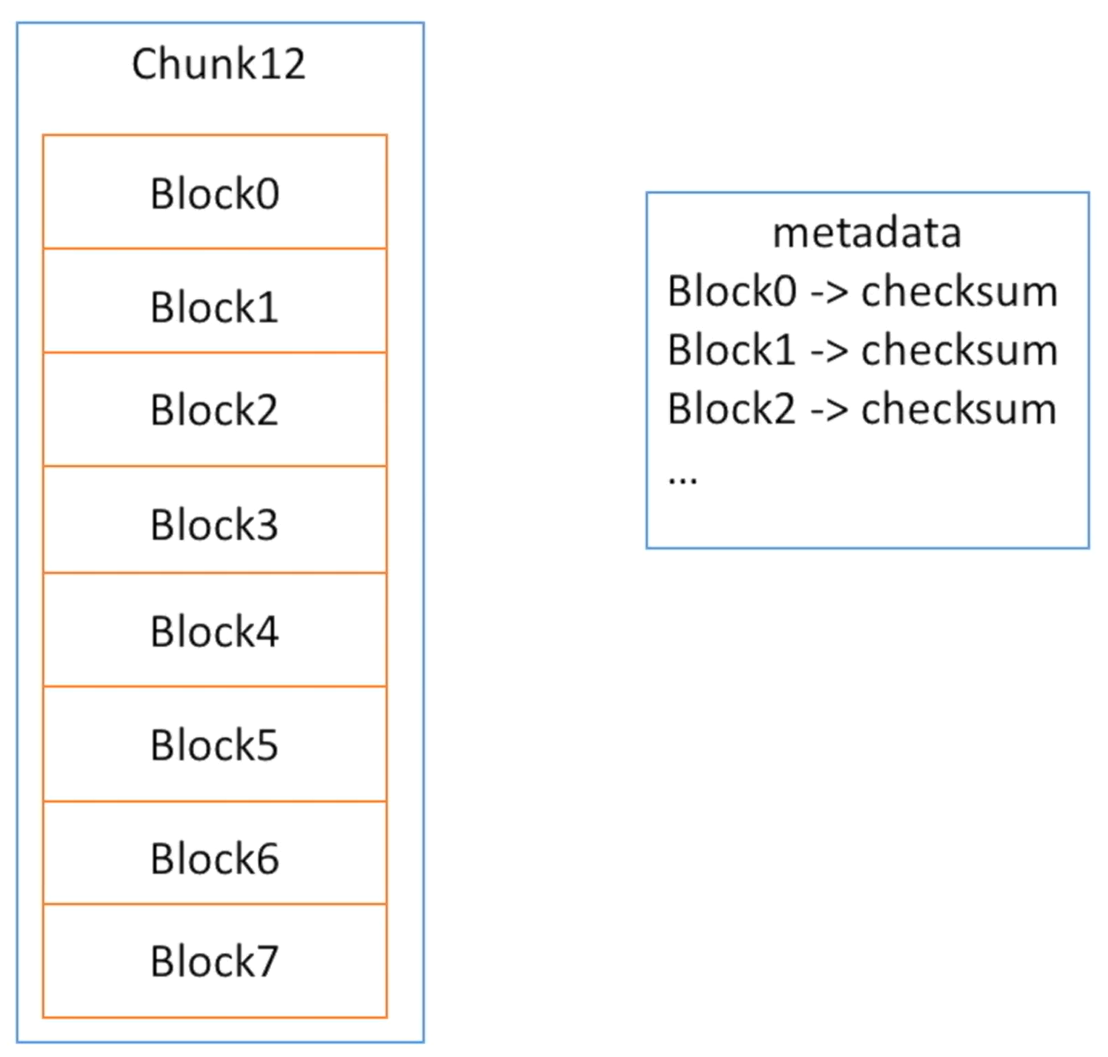 Chunk12
Block0
Block1
Block2
Block3
Block4
Block5
Block6
Block7
metadata
Block0 -> checksum
Block1 -> checksum
Block2 -> checksum
...